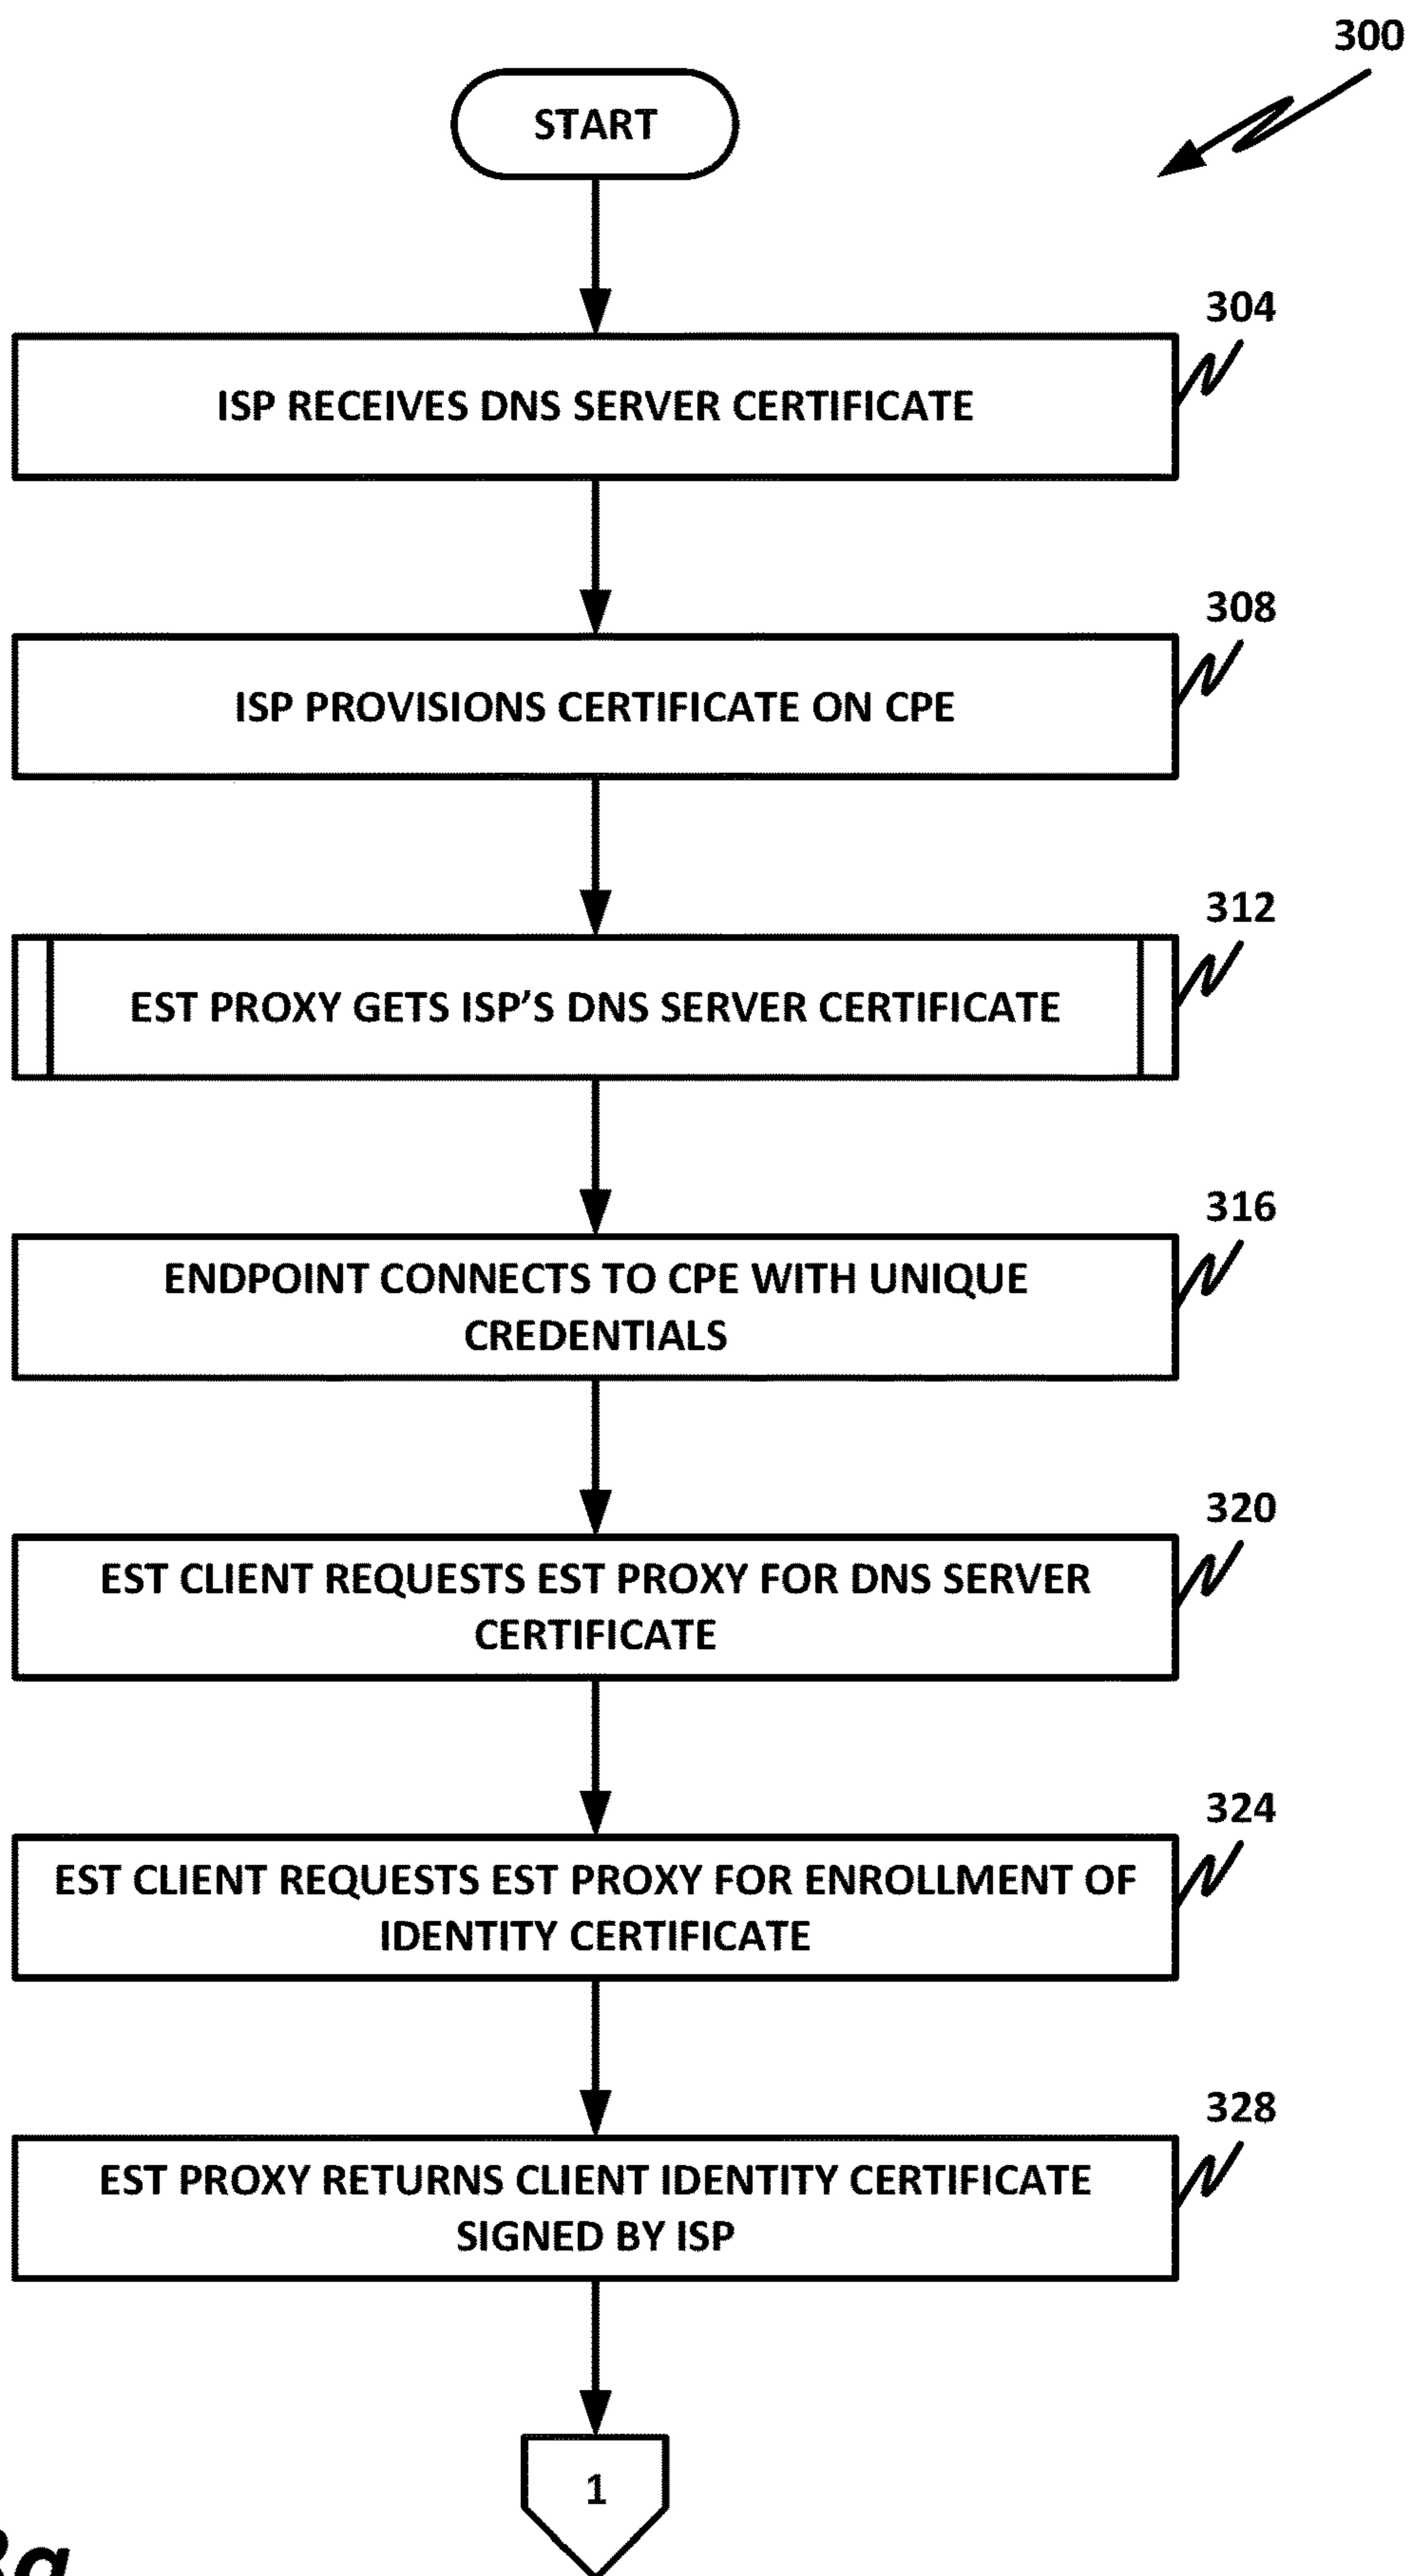 300
START
304
ISP RECEIVES DNS SERVER CERTIFICATE
308
ISP PROVISIONS CERTIFICATE ON CPE
312
EST PROXY GETS ISP'S DNS SERVER CERTIFICATE
316
ENDPOINT CONNECTS TO CPE WITH UNIQUE
CREDENTIALS
320
EST CLIENT REQUESTS EST PROXY FOR DNS SERVER
CERTIFICATE
324
EST CLIENT REQUESTS EST PROXY FOR ENROLLMENT OF
IDENTITY CERTIFICATE
328
EST PROXY RETURNS CLIENT IDENTITY CERTIFICATE
SIGNED BY ISP
1